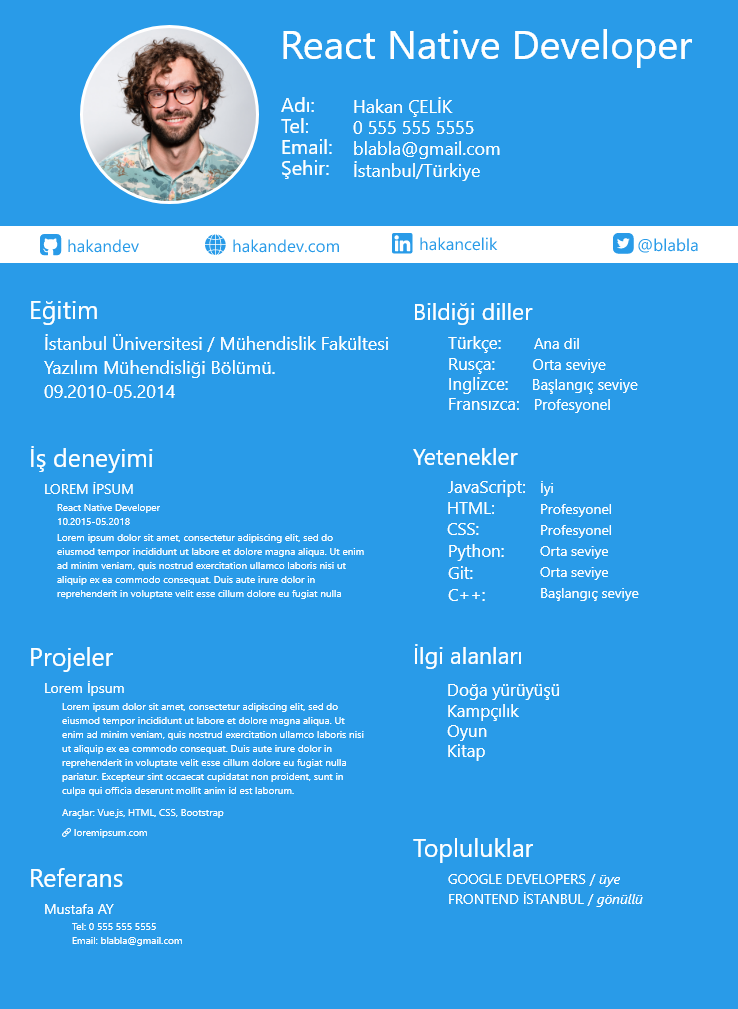 React Native Developer
Adı: Hakan ÇELİK
Tel: 0 555 555 5555
Email: blabla@gmail.com
Şehir: İstanbul/Türkiye
hakandev
hakandev.com
hakancelik
@blabla
Eğitim
İstanbul Üniversitesi / Mühendislik Fakültesi
Yazılım Mühendisliği Bölümü.
09.2010-05.2014
İş deneyimi
LOREM İPSUM
React Native Developer
10.2015-05.2018
Lorem ipsum dolor sit amet, consectetur adipiscing elit, sed do
eiusmod tempor incididunt ut labore et dolore magna aliqua. Ut enim
ad minim veniam, quis nostrud exercitation ullamco laboris nisi ut
aliquip ex ea commodo consequat. Duis aute irure dolor in
reprehenderit in voluptate velit esse cillum dolore eu fugiat nulla
Projeler
Lorem İpsum
Lorem ipsum dolor sit amet, consectetur adipiscing elit, sed do
eiusmod tempor incididunt ut labore et dolore magna aliqua. Ut
enim ad minim veniam, quis nostrud exercitation ullamco laboris nisi
ut aliquip ex ea commodo consequat. Duis aute irure dolor in
reprehenderit in voluptate velit esse cillum dolore eu fugiat nulla
pariatur. Excepteur sint occaecat cupidatat non proident, sunt in
culpa qui officia deserunt mollit anim id est laborum.
Araçlar: Vue.js, HTML, CSS, Bootstrap
loremipsum.com
Referans
Mustafa AY
Tel: 0 555 555 5555
Email: blabla@gmail.com
Bildiği diller
Türkçe: Ana dil
Rusça: Orta seviye
Inglizce: Başlangıç seviye
Fransızca: Profesyonel
Yetenekler
JavaScript: İyi
HTML: Profesyonel
CSS: Profesyonel
Python: Orta seviye
Git: Orta seviye
C++: Başlangıç seviye
İlgi alanları
Doğa yürüyüşü
Kampçılık
Oyun
Kitap
Topluluklar
GOOGLE DEVELOPERS / üye
FRONTEND İSTANBUL / gönüllü